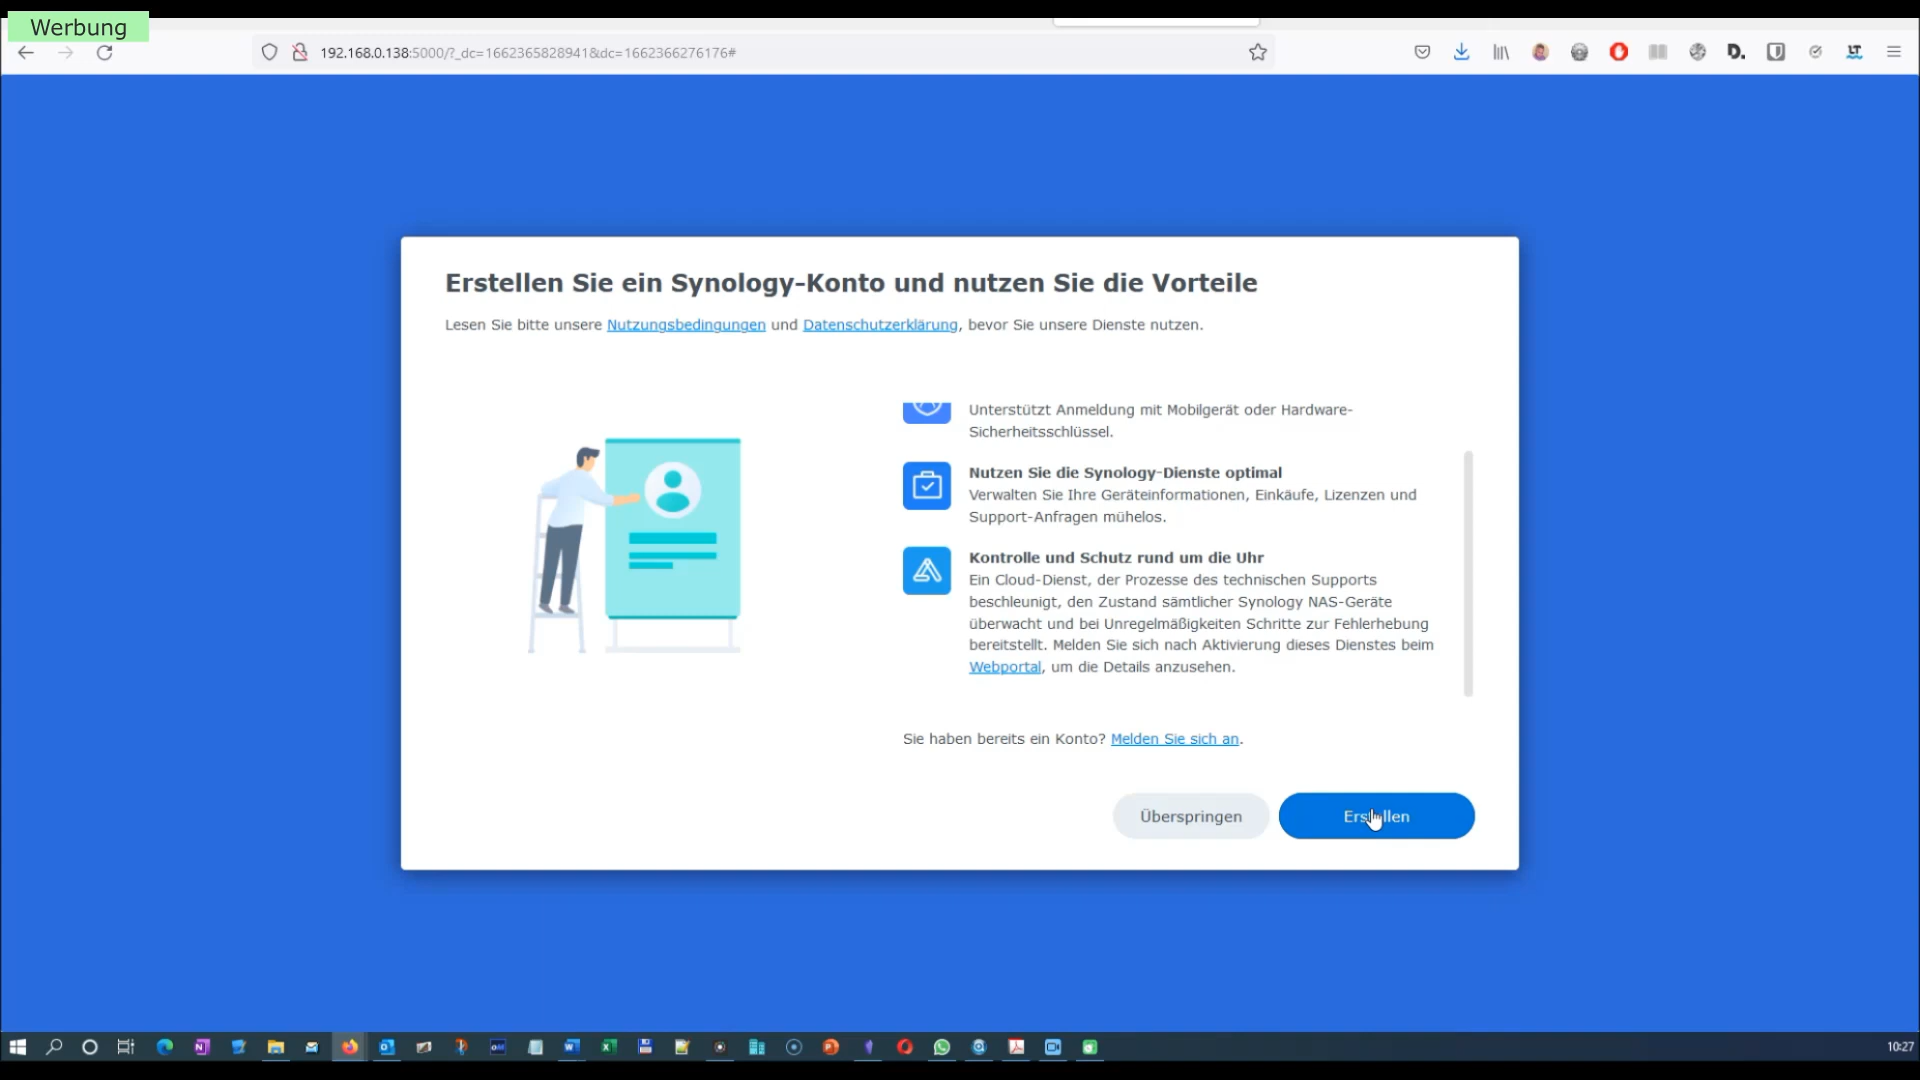 Werbung
192.168.0.138:5000/?_dc=1662365828941&dc=1662366276176#
Erstellen Sie ein Synology-Konto und nutzen Sie die Vorteile
Lesen Sie bitte unsere Nutzungsbedingungen und Datenschutzerklärung, bevor Sie unsere Dienste nutzen.
Unterstützt Anmeldung mit Mobilgerät oder Hardware-
Sicherheitsschlüssel.
Nutzen Sie die Synology-Dienste optimal
Verwalten Sie Ihre Geräteinformationen, Einkäufe, Lizenzen und
Support-Anfragen mühelos.
Kontrolle und Schutz rund um die Uhr
Ein Cloud-Dienst, der Prozesse des technischen Supports
beschleunigt, den Zustand sämtlicher Synology NAS-Geräte
überwacht und bei Unregelmäßigkeiten Schritte zur Fehlerhebung
bereitstellt. Melden Sie sich nach Aktivierung dieses Dienstes beim
Webportal, um die Details anzusehen.
Sie haben bereits ein Konto? Melden Sie sich an.
Überspringen
Erstellen
10:27